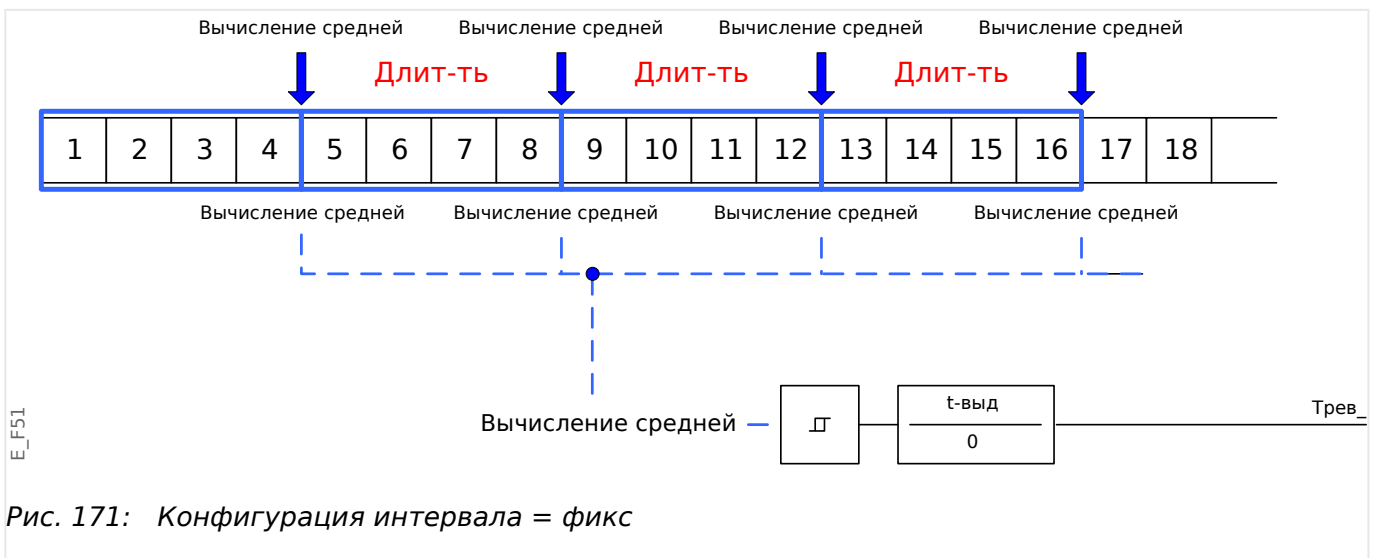 Вычисление средней Вычисление средней Вычисление средней Вычисление средней
Длит-ть Длит-ть Длит-ть
1 2 3 4 5 6 7 8 9 10 11 12 13 14 15 16 17 18
Вычисление средней Вычисление средней Вычисление средней Вычисление средней
t-выд
Вычисление средней
0
Трев_
E_F51
Рис. 171: Конфигурация интервала = фикс